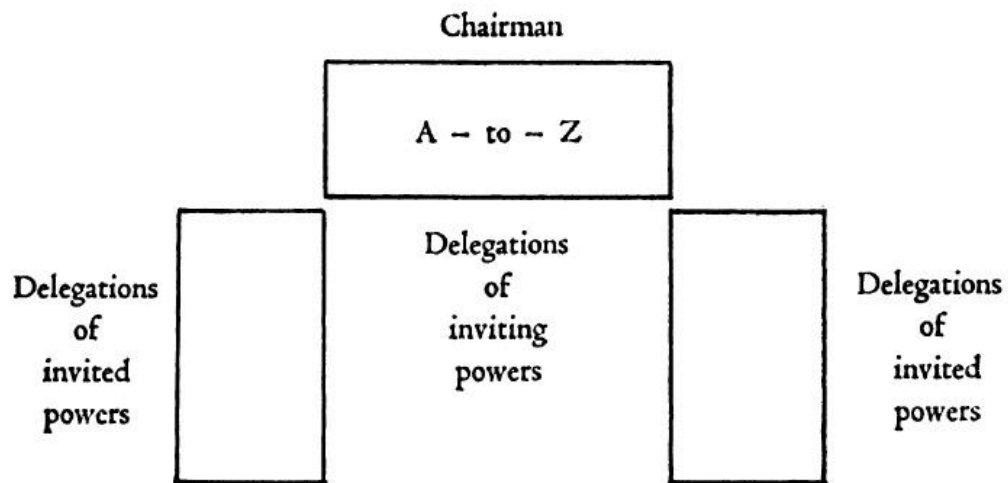 Chairman
A – to – Z
Delegations
of
inviting
powers
Delegations
of
invited
powers
Delegations
of
invited
powers